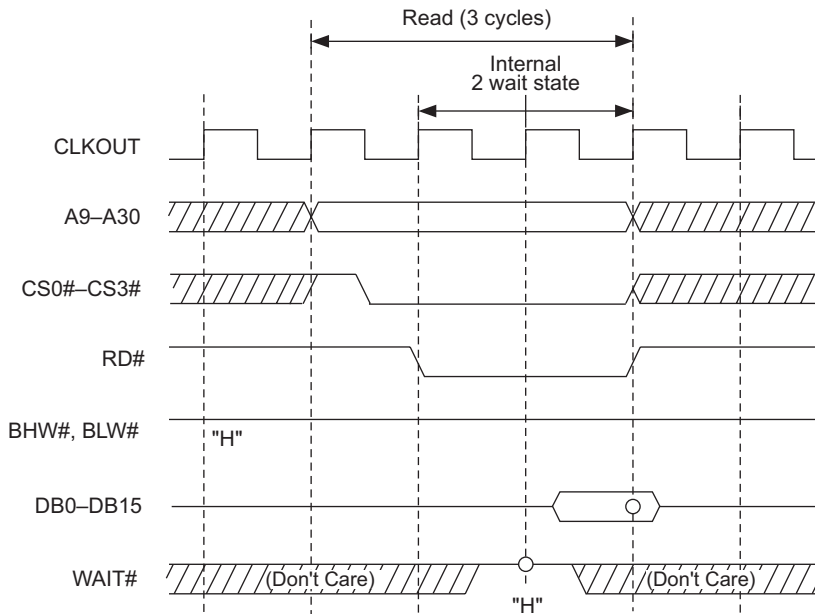 Read (3 cycles)
Internal
2 wait state
CLKOUT
A9–A30
CS0#–CS3#
RD#
BHW#, BLW#
"H"
DB0–DB15
WAIT#
(Don't Care)
(Don't Care)
"H"